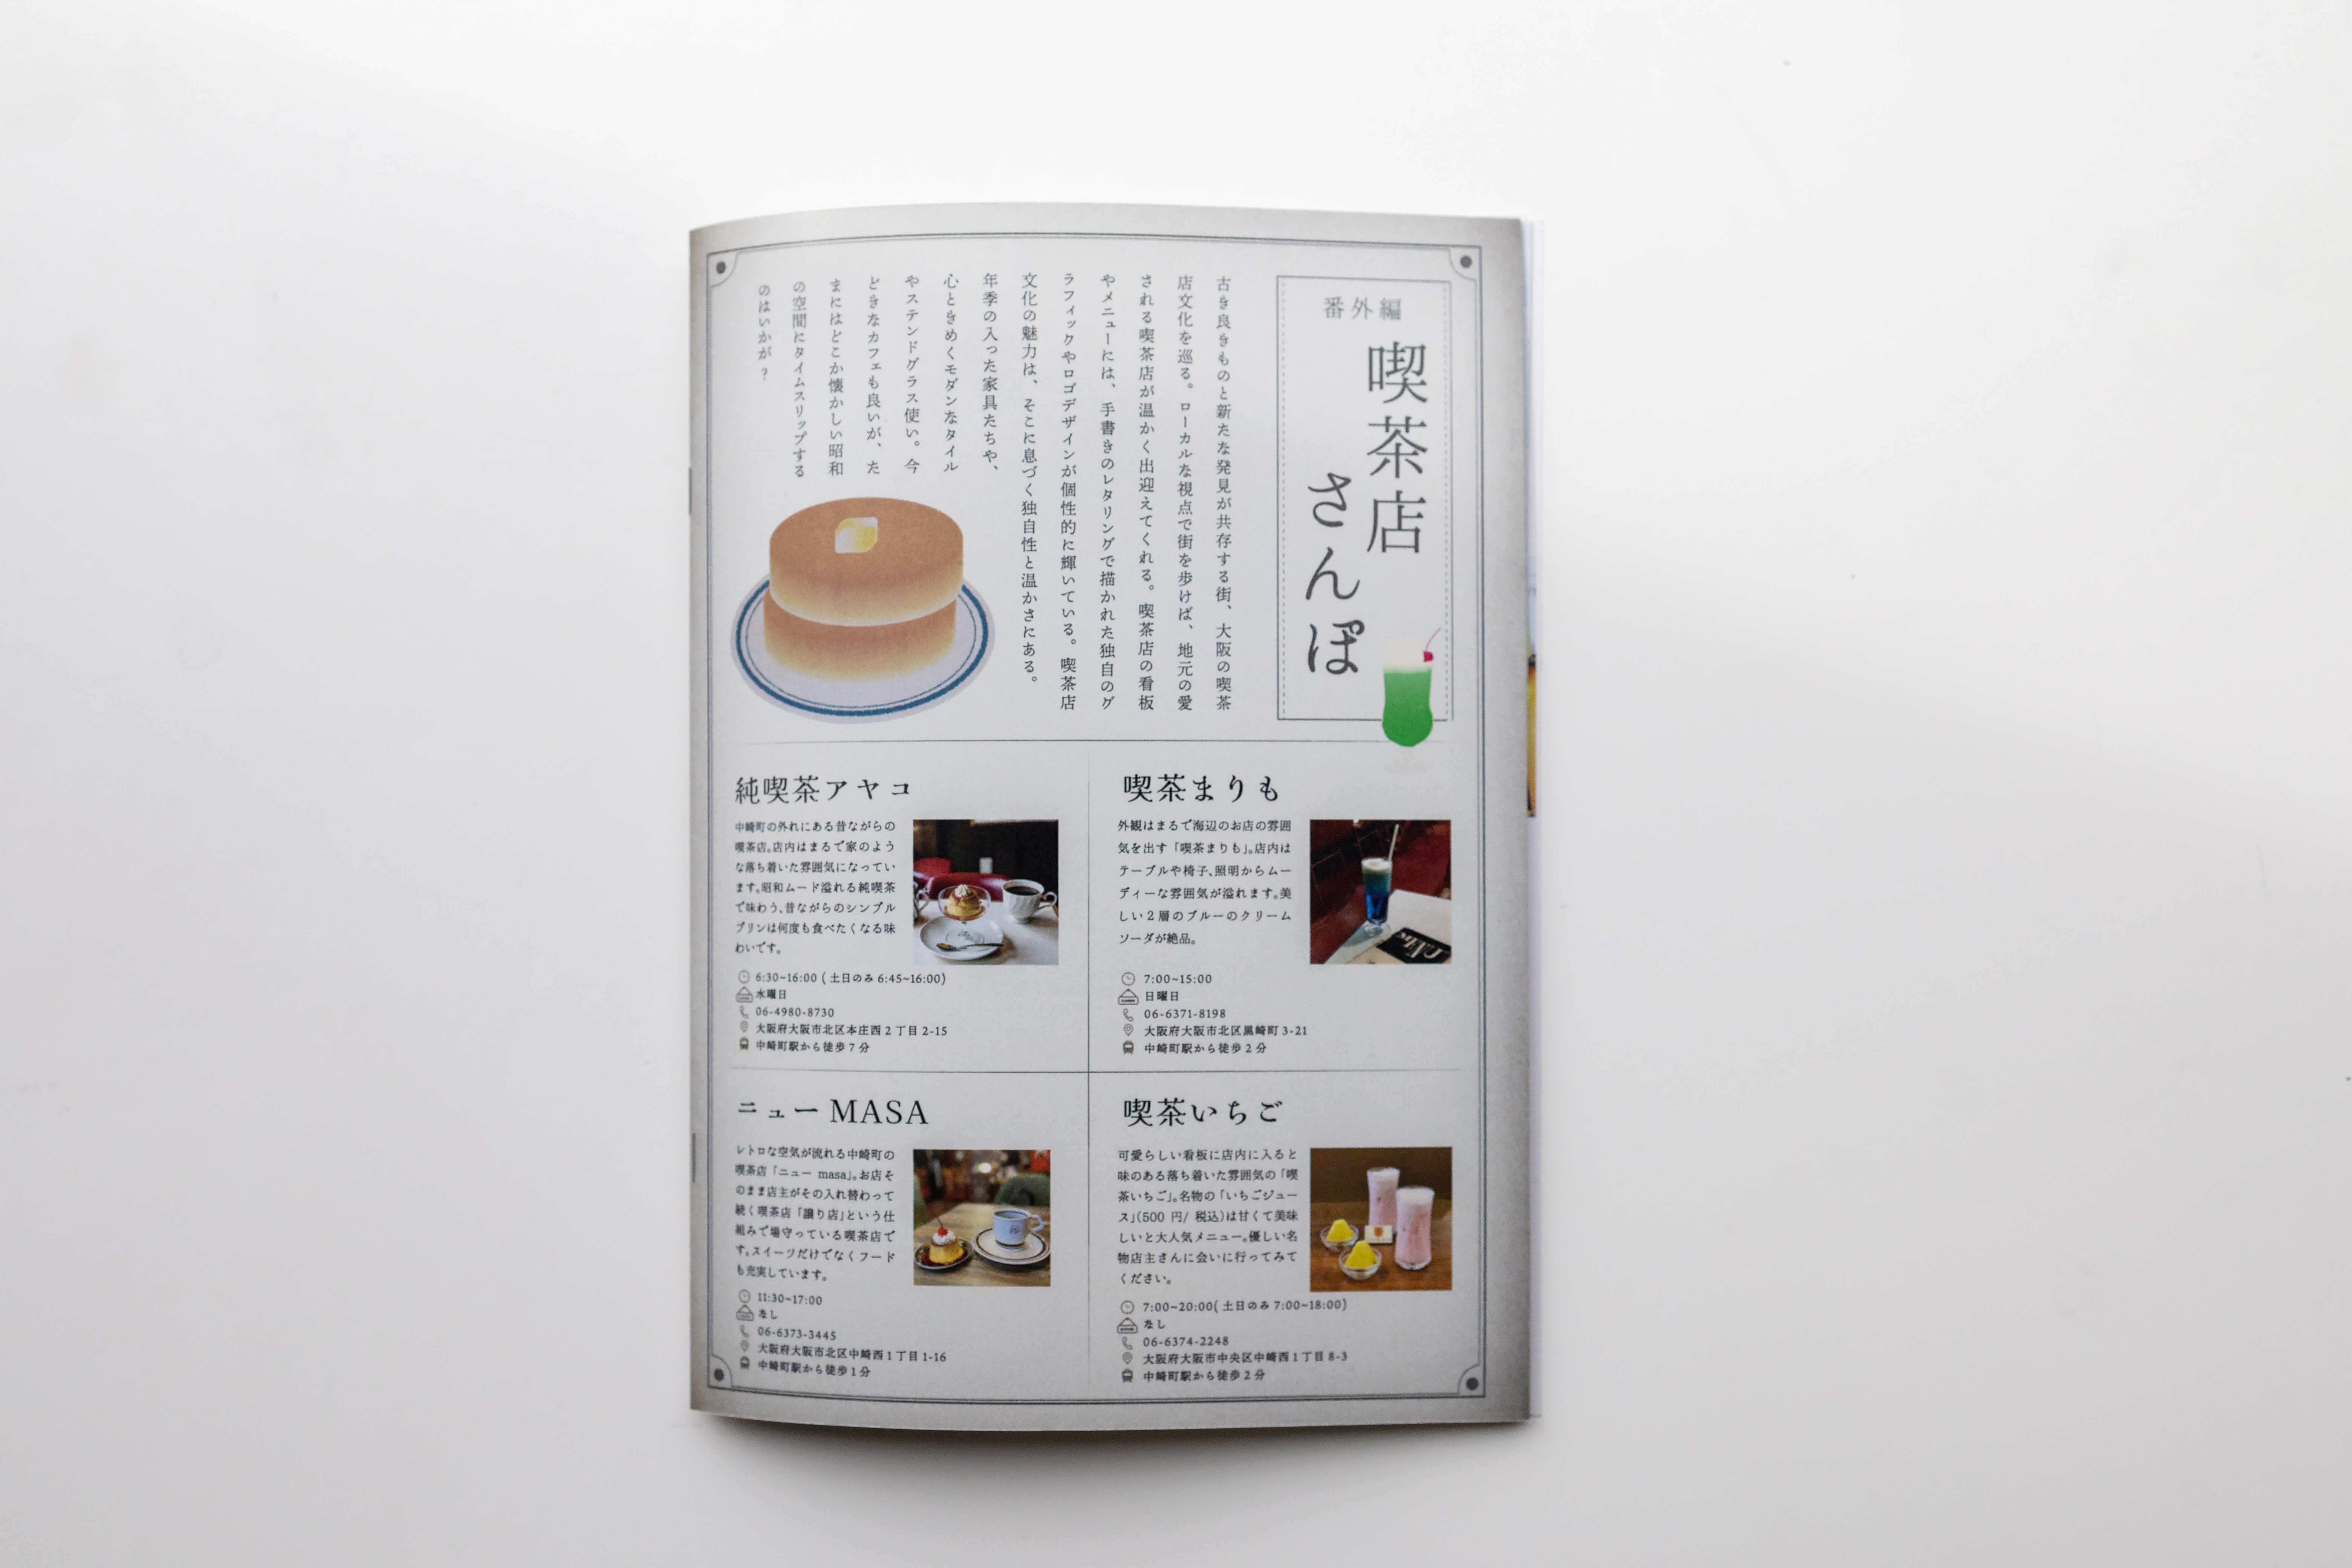 番外編
喫茶店
さんぽ
古き良きものと新たな発見が共存する街、大阪の喫茶
店文化を巡る。ローカルな視点で街を歩けば、地元の愛
される喫茶店が温かく出迎えてくれる。喫茶店の看板
やメニューには、手書きのレタリングで描かれた独自のグ
ラフィックやロゴデザインが個性的に輝いている。喫茶店
文化の魅力は、そこに息づく独自性と温かさにある。
年季の入った家具たちや、
心ときめくモダンなタイル
やステンドグラス使い。今
どきなカフェも良いが、た
まにはどこか懐かしい昭和
の空間にタイムスリップする
のはいかが？
喫茶まりも
外観はまるで海辺のお店の雰囲
気を出す「喫茶まりも」。店内は
テーブルや椅子、照明からムー
ディーな雰囲気が溢れます。美
しい2層のブルーのクリーム
ソーダが絶品。
7:00~15:00
日曜日
06-6371-8198
大阪府大阪市北区黒崎町3-21
中崎町駅から徒歩2分
純喫茶アヤコ
中崎町の外れにある昔ながらの
喫茶店。店内はまるで家のよう
な落ち着いた雰囲気になってい
ます。昭和ムード溢れる純喫茶
で味わう、昔ながらのシンプル
プリンは何度も食べたくなる味
わいです。
6:30~16:00 ( 土日のみ 6:45~16:00)
水曜日
06-4980-8730
大阪府大阪市北区本庄西2丁目2-15
中崎町駅から徒歩7分
喫茶いちご
可愛らしい看板に店内に入ると
味のある落ち着いた雰囲気の「喫
茶いちご」。名物の「いちごジュー
ス」(500 円/ 税込)は甘くて美味
しいと大人気メニュー。優しい名
物店主さんに会いに行ってみて
ください。
7:00~20:00( 土日のみ 7:00~18:00)
なし
06-6374-2248
大阪府大阪市中央区中崎西1丁目8-3
中崎町駅から徒歩2分
ニューMASA
レトロな空気が流れる中崎町の
喫茶店「ニュー masa」。お店そ
のまま店主がその入れ替わって
続く喫茶店「譲り店」という仕
組みで場守っている喫茶店で
す。スイーツだけでなくフード
も充実しています。
11:30~17:00
なし
06-6373-3445
大阪府大阪市北区中崎西1丁目1-16
中崎町駅から徒歩1分